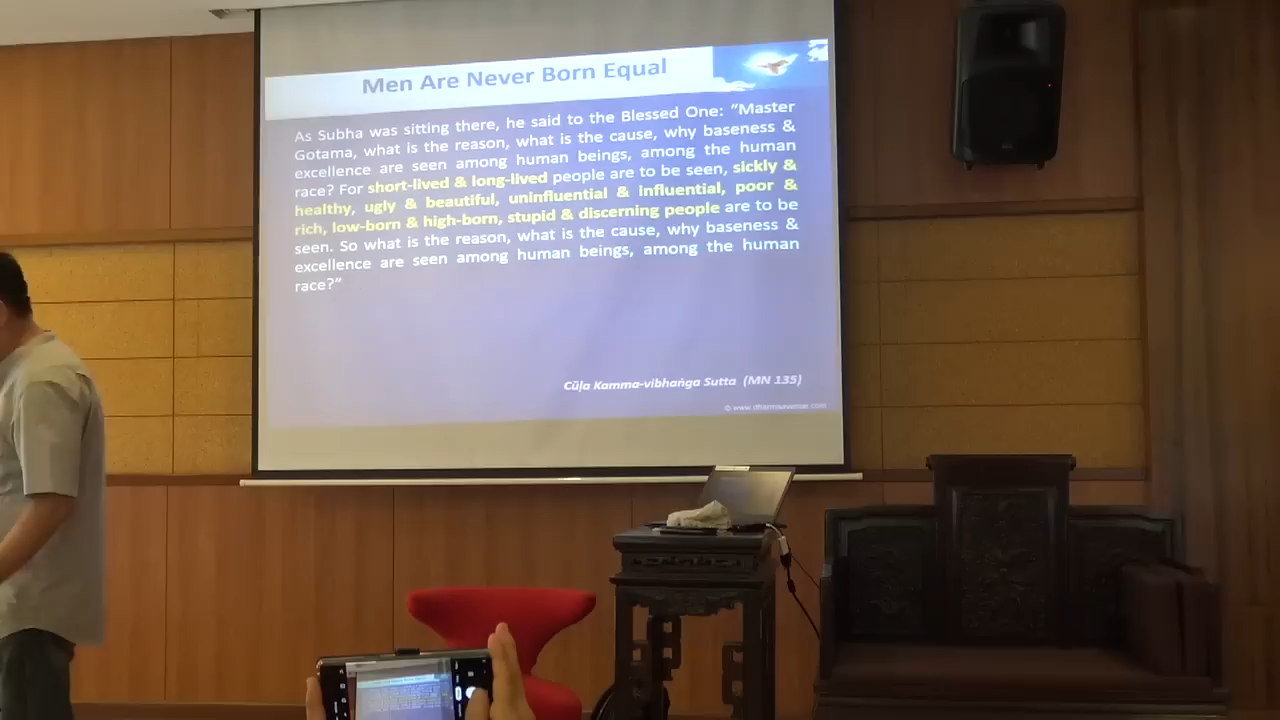 Men Are Never Born Equal
As Subha was sitting there, he said to the Blessed One: “Master
Gotama, what is the reason, what is the cause, why baseness &
excellence are seen among human beings, among the human
race? For short-lived & long-lived people are to be seen, sickly &
healthy, ugly & beautiful, uninfluential & influential, poor &
rich, low-born & high-born, stupid & discerning people are to be
seen. So what is the reason, what is the cause, why baseness &
excellence are seen among human beings, among the human
race?”
Cūḷa Kamma-vibhaṅga Sutta (MN 135)